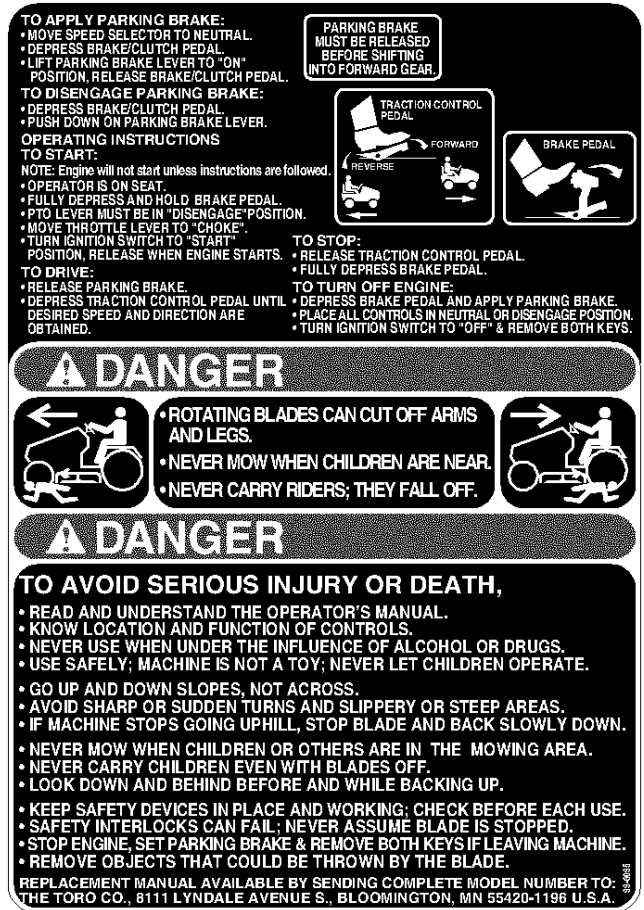 TO APPLY PARKING BRAKE:
• MOVE SPEED SELECTOR TO NEUTRAL.
• DEPRESS BRAKE/CLUTCH PEDAL.
• LIFT PARKING BRAKE LEVER TO "ON"
POSITION, RELEASE BRAKE/CLUTCH PEDAL.
TO DISENGAGE PARKING BRAKE:
• DEPRESS BRAKE/CLUTCH PEDAL.
• PUSH DOWN ON PARKING BRAKE LEVER.
PARKING BRAKE
MUST BE RELEASED
BEFORE SHIFTING
INTO FORWARD GEAR.
TRACTION CONTROL
PEDAL
FORWARD
REVERSE
BRAKE PEDAL
OPERATING INSTRUCTIONS
TO START:
NOTE: Engine will not start unless instructions are followed.
• OPERATOR IS ON SEAT.
• FULLY DEPRESS AND HOLD BRAKE PEDAL.
• PTO LEVER MUST BE IN "DISENGAGE" POSITION.
• MOVE THROTTLE LEVER TO "CHOKE".
• TURN IGNITION SWITCH TO "START"
POSITION, RELEASE WHEN ENGINE STARTS.
TO DRIVE:
• RELEASE PARKING BRAKE.
• DEPRESS TRACTION CONTROL PEDAL UNTIL
DESIRED SPEED AND DIRECTION ARE
OBTAINED.
TO STOP:
• RELEASE TRACTION CONTROL PEDAL.
• FULLY DEPRESS BRAKE PEDAL.
TO TURN OFF ENGINE:
• DEPRESS BRAKE PEDAL AND APPLY PARKING BRAKE.
• PLACE ALL CONTROLS IN NEUTRAL OR DISENGAGE POSITION.
• TURN IGNITION SWITCH TO "OFF" & REMOVE BOTH KEYS.
DANGER
• ROTATING BLADES CAN CUT OFF ARMS
AND LEGS.
• NEVER MOW WHEN CHILDREN ARE NEAR.
• NEVER CARRY RIDERS; THEY FALL OFF.
DANGER
TO AVOID SERIOUS INJURY OR DEATH,
• READ AND UNDERSTAND THE OPERATOR'S MANUAL.
• KNOW LOCATION AND FUNCTION OF CONTROLS.
• NEVER USE WHEN UNDER THE INFLUENCE OF ALCOHOL OR DRUGS.
• USE SAFELY; MACHINE IS NOT A TOY; NEVER LET CHILDREN OPERATE.
• GO UP AND DOWN SLOPES, NOT ACROSS.
• AVOID SHARP OR SUDDEN TURNS AND SLIPPERY OR STEEP AREAS.
• IF MACHINE STOPS GOING UPHILL, STOP BLADE AND BACK SLOWLY DOWN.
• NEVER MOW WHEN CHILDREN OR OTHERS ARE IN THE MOWING AREA.
• NEVER CARRY CHILDREN EVEN WITH BLADES OFF.
• LOOK DOWN AND BEHIND BEFORE AND WHILE BACKING UP.
• KEEP SAFETY DEVICES IN PLACE AND WORKING; CHECK BEFORE EACH USE.
• SAFETY INTERLOCKS CAN FAIL; NEVER ASSUME BLADE IS STOPPED.
• STOP ENGINE, SET PARKING BRAKE & REMOVE BOTH KEYS IF LEAVING MACHINE.
• REMOVE OBJECTS THAT COULD BE THROWN BY THE BLADE.
REPLACEMENT MANUAL AVAILABLE BY SENDING COMPLETE MODEL NUMBER TO:
THE TORO CO., 8111 LYNDALE AVENUE S., BLOOMINGTON, MN 55420-1196 U.S.A.